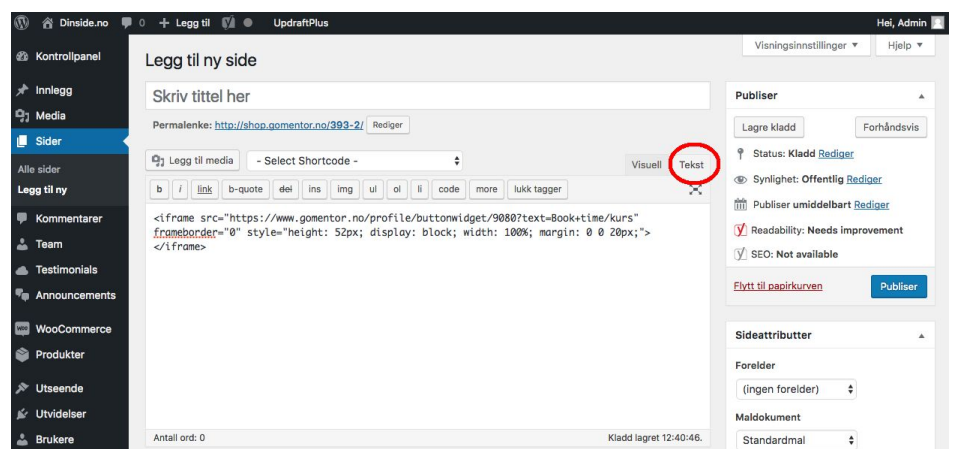 Dinside.no 0 + Legg til UpdraftPlus Hei, Admin
Kontrollpanel
Innlegg
Media
Sider
Alle sider
Legg til ny
Kommentarer
Team
Testimonials
Announcements
WooCommerce
Produkter
Utseende
Utvidelser
Brukere
Visningsinnstillinger Hjelp
Legg til ny side
Skriv tittel her
Permalenke: http://shop.gomentor.no/393-2/ Rediger
Legg til media - Select Shortcode - Visuell Tekst
b i link b-quote del ins img ul ol li code more lukk tagger
<iframe src="https://www.gomentor.no/profile/buttonwidget/9080?text=Book+time/kurs"
frameborder="0" style="height: 52px; display: block; width: 100%; margin: 0 0 20px;">
</iframe>
Antall ord: 0 Kladd lagret 12:40:46.
Publiser
Lagre kladd Forhåndsvis
Status: Kladd Rediger
Synlighet: Offentlig Rediger
Publiser umiddelbart Rediger
Readability: Needs improvement
SEO: Not available
Flytt til papirkurven Publiser
Sideattributter
Forelder
(ingen forelder)
Maldokument
Standardmal